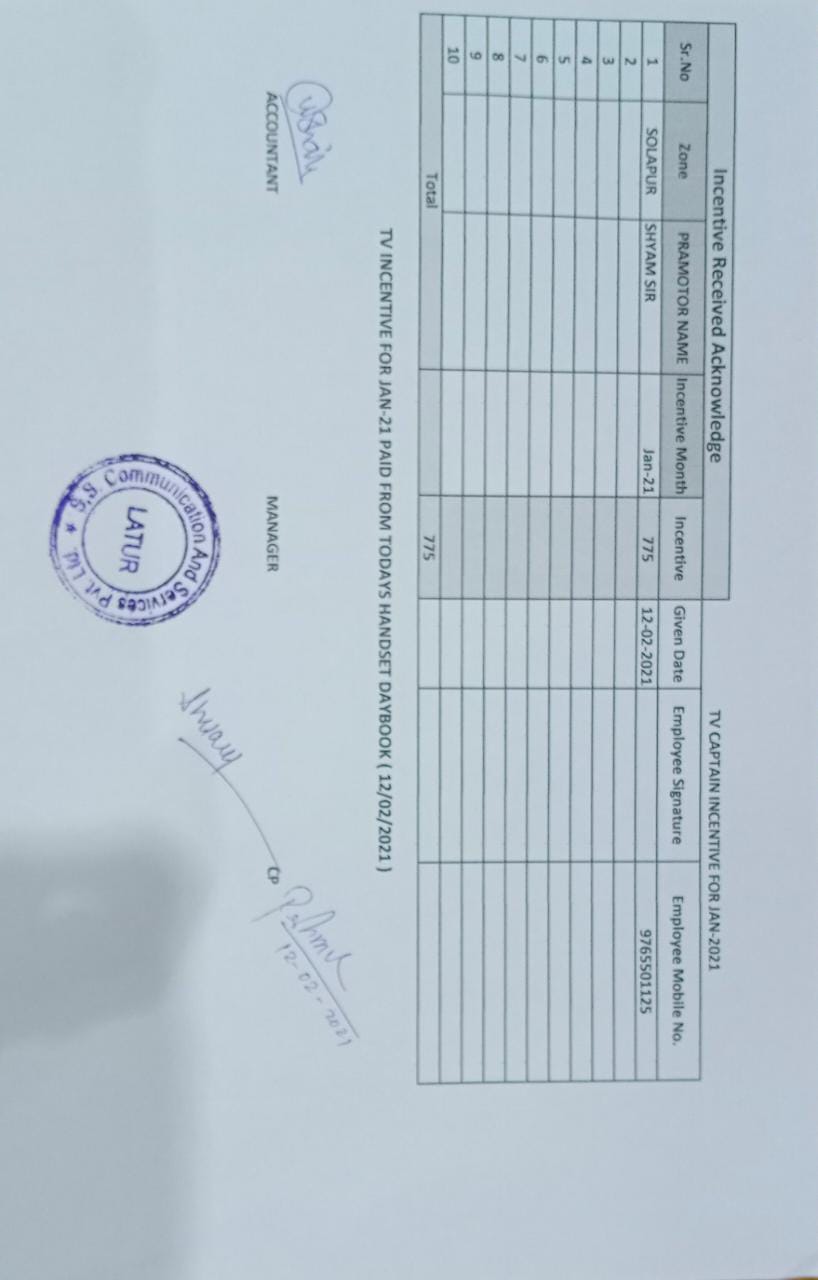 Incentive Received Acknowledge TV CAPTAIN INCENTIVE FOR JAN-2021
Sr.No Zone PRAMOTOR NAME Incentive Month Incentive Given Date Employee Signature Employee Mobile No.
1 SOLAPUR SHYAM SIR Jan-21 775 12-02-2021 9765501125
2
3
4
5
6
7
8
9
10
Total 775
TV INCENTIVE FOR JAN-21 PAID FROM TODAYS HANDSET DAYBOOK ( 12/02/2021 )
12-02-2021
ACCOUNTANT MANAGER CP
S.S. Communication And Services Pvt. Ltd.
LATUR